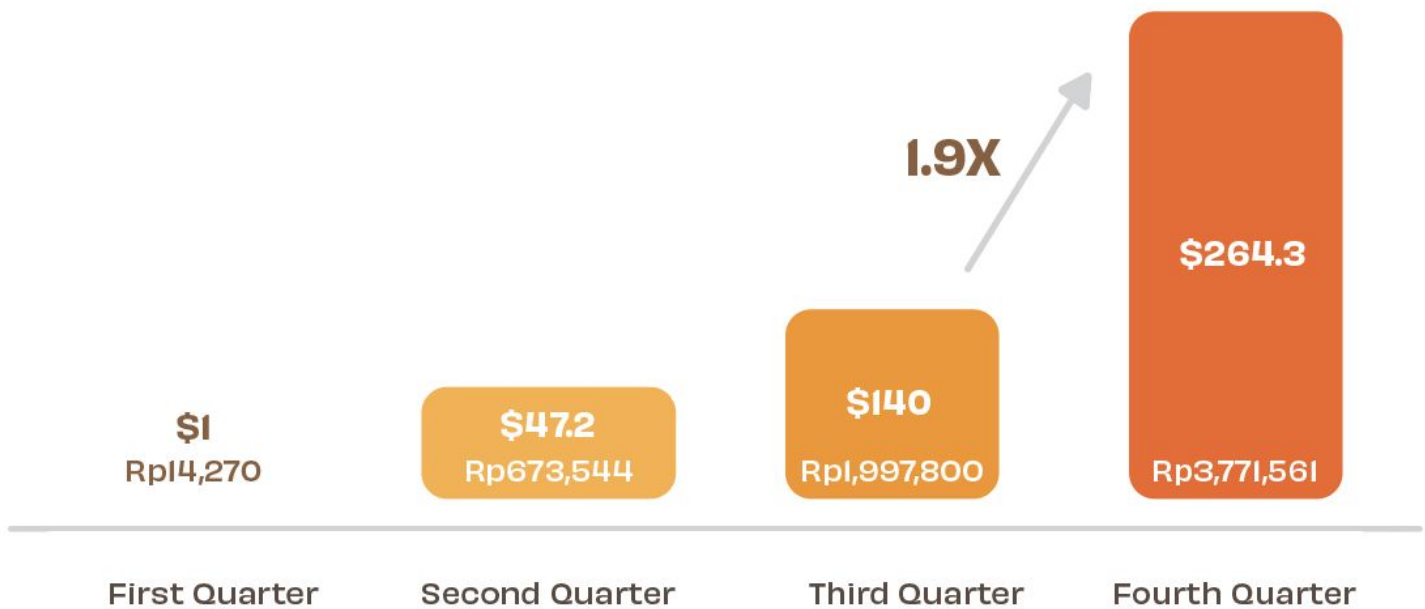 1.9X
$264.3
$140
$1
$47.2
Rp14,270
Rp673,544
Rp1,997,800
Rp3,771,561
First Quarter
Second Quarter
Third Quarter
Fourth Quarter